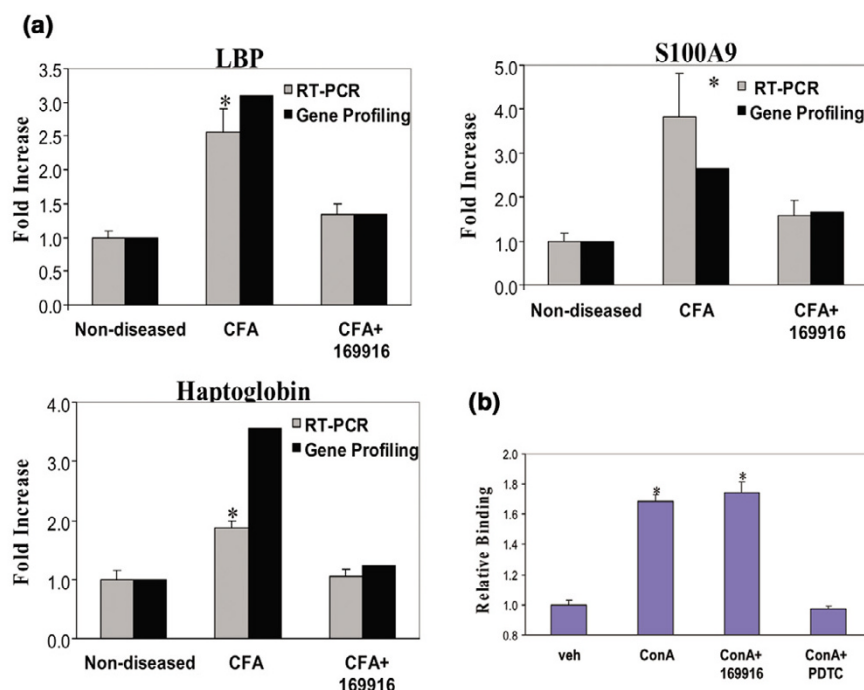 (a)
LBP
3.5
3.0
2.5
2.0
1.5
1.0
0.5
0.0
Fold Increase
*
RT-PCR
Gene Profiling
Non-diseased
CFA
CFA+
169916
S100A9
5.0
4.0
3.0
2.0
1.0
0.0
Fold Increase
*
RT-PCR
Gene Profiling
Non-diseased
CFA
CFA+
169916
Haptoglobin
4.0
3.0
2.0
1.0
0.0
Fold Increase
*
RT-PCR
Gene Profiling
Non-diseased
CFA
CFA+
169916
(b)
2.0
1.8
1.6
1.4
1.2
1.0
0.8
Relative Binding
*
*
veh
ConA
ConA+
169916
ConA+
PDTC